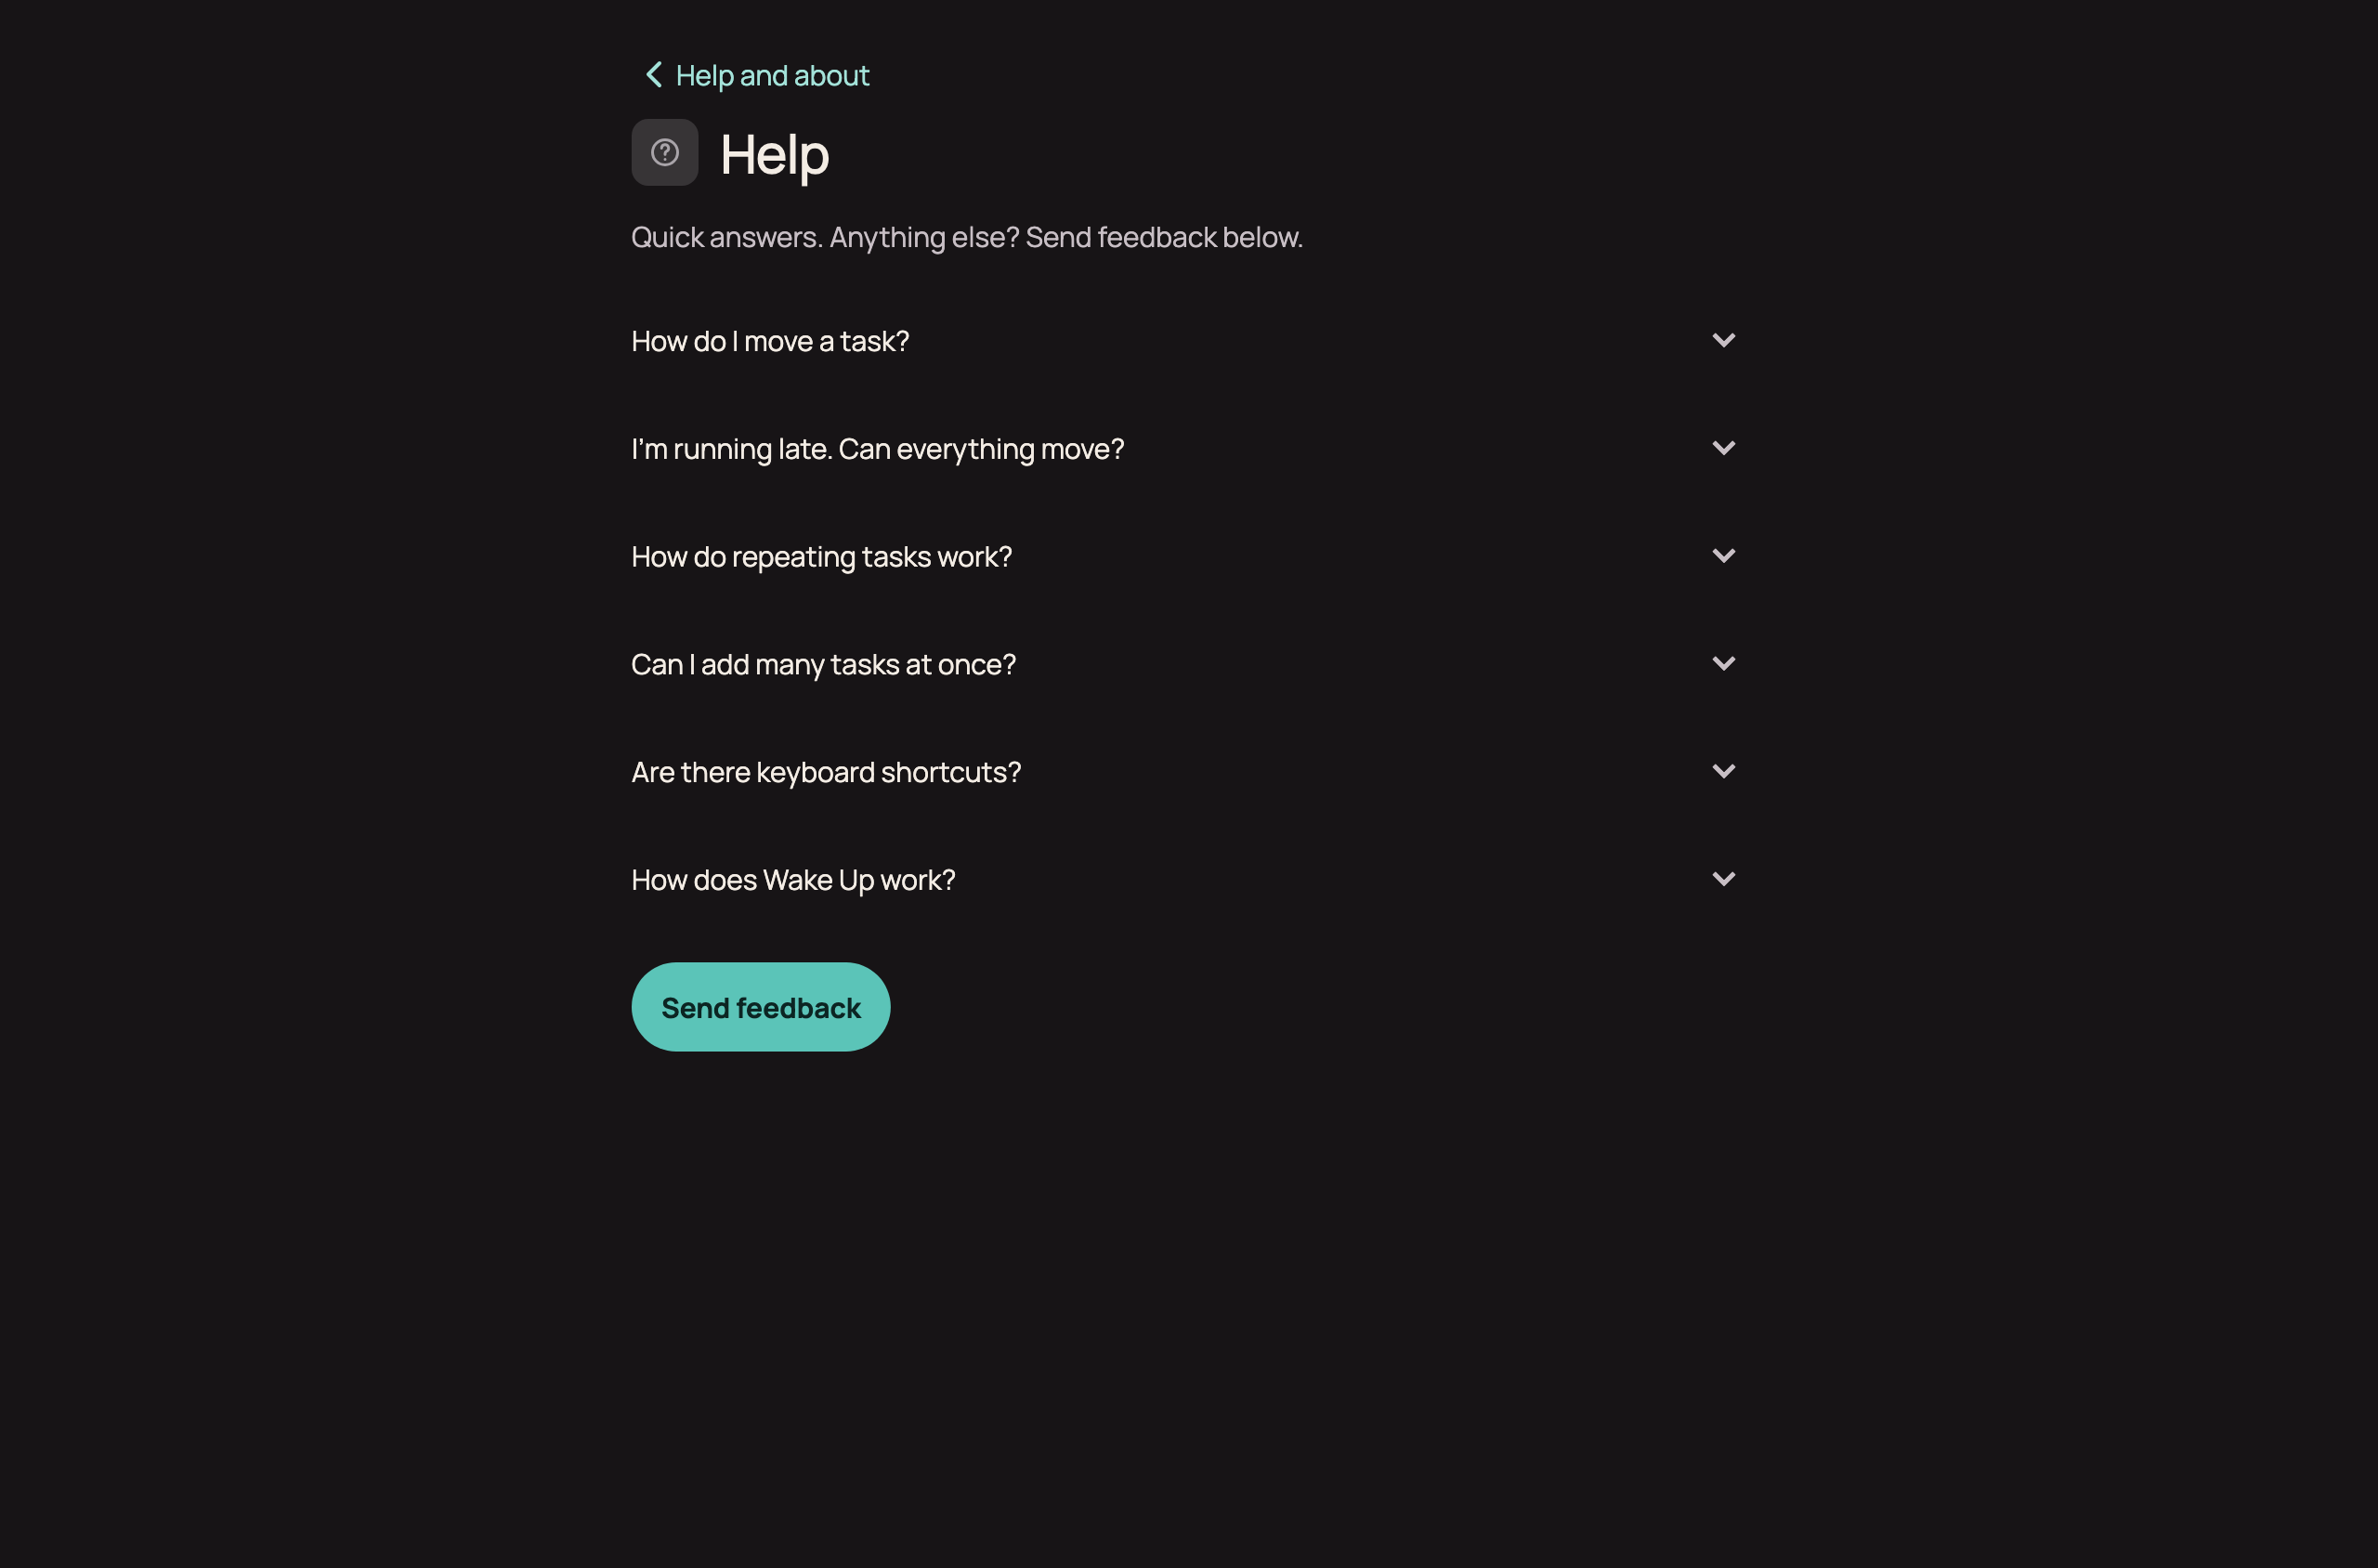 Help and about
Help
Quick answers. Anything else? Send feedback below.
How do I move a task?
I'm running late. Can everything move?
How do repeating tasks work?
Can I add many tasks at once?
Are there keyboard shortcuts?
How does Wake Up work?
Send feedback